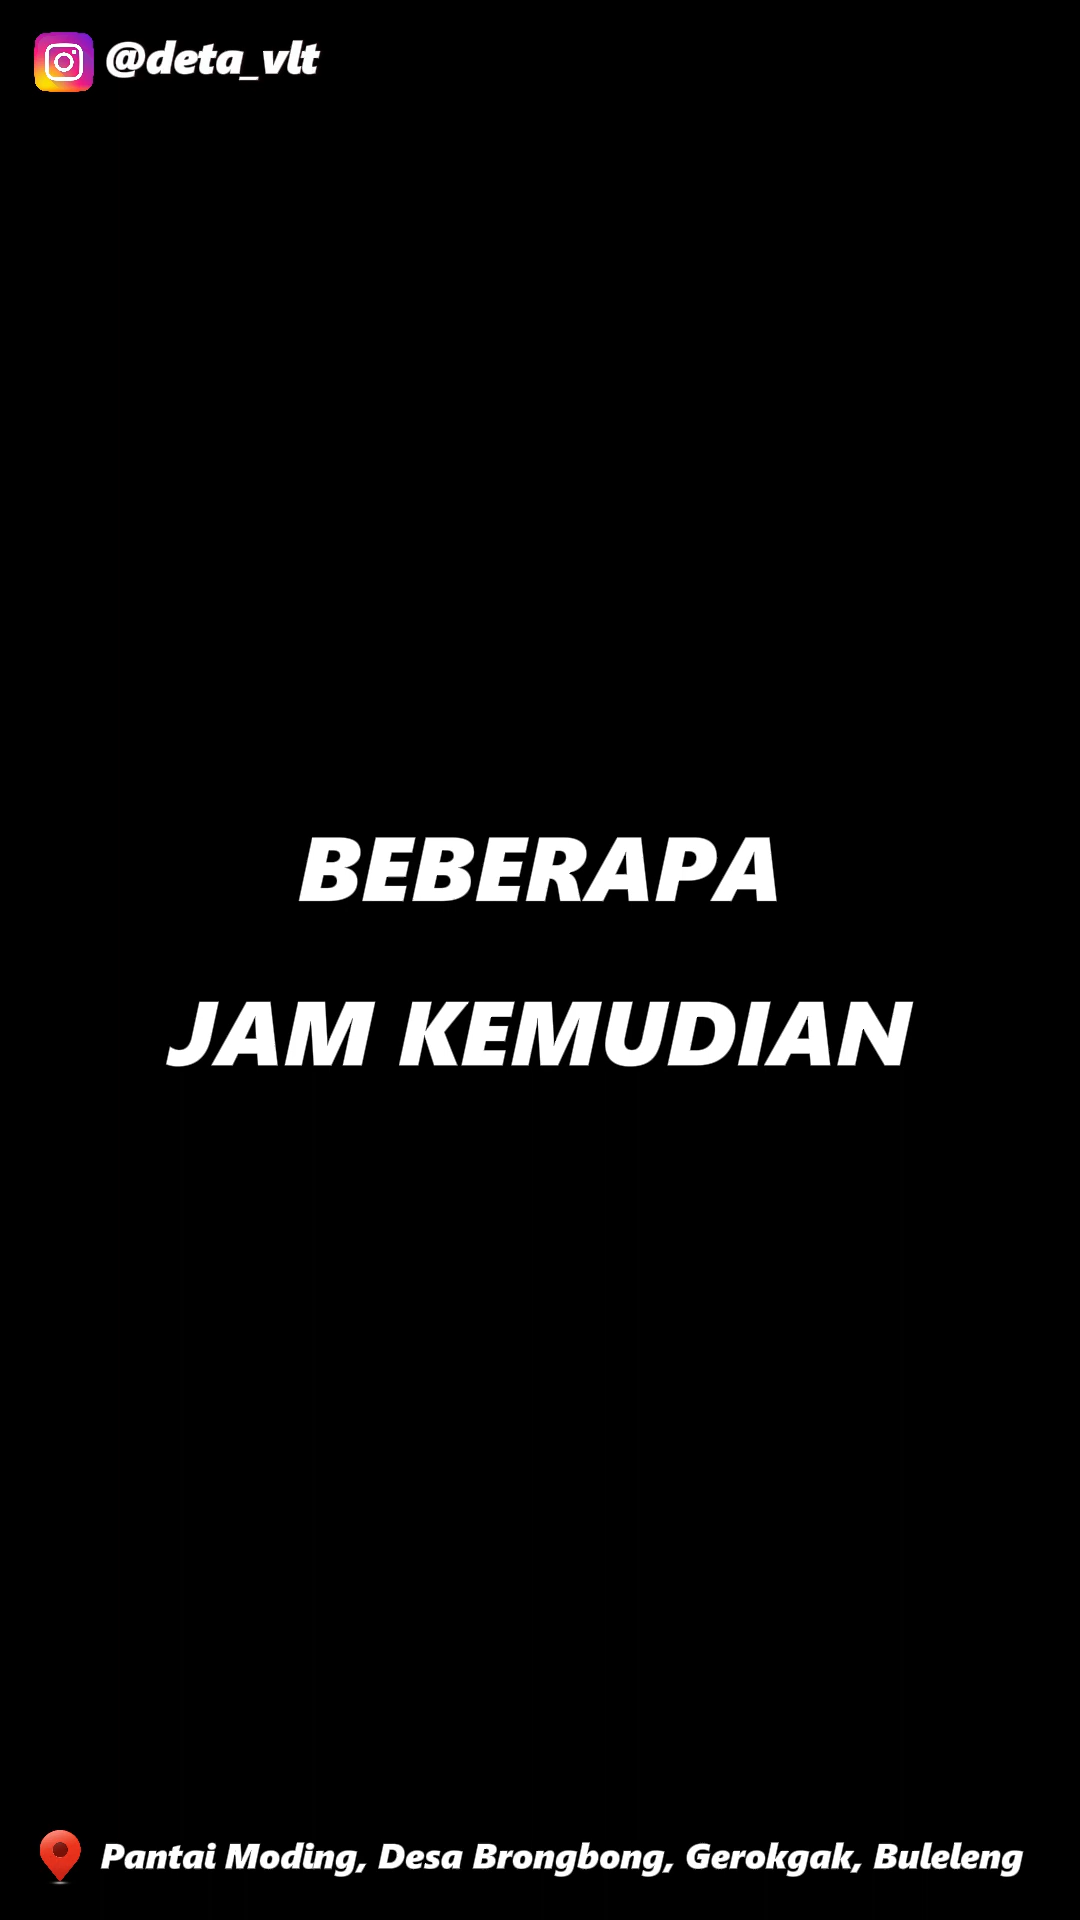 @deta_vlt
BEBERAPA
JAM KEMUDIAN
Pantai Moding, Desa Brongbong, Gerokgak, Buleleng